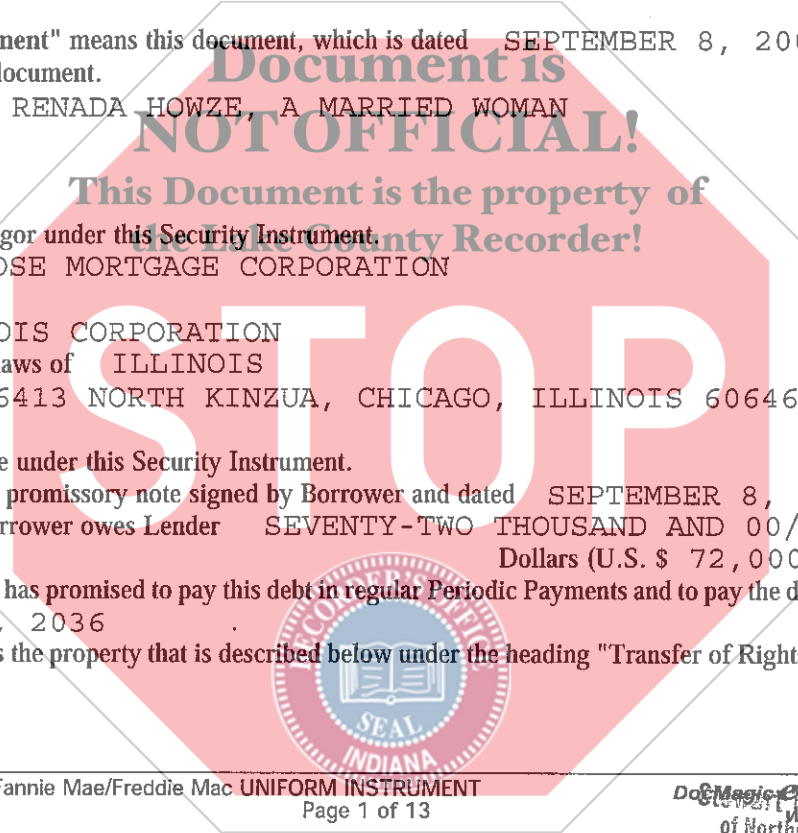 ment" means this document, which is dated SEPTEMBER 8, 200
document.
Document is
RENADA HOWZE, A MARRIED WOMAN
NOT OFFICIAL!
This Document is the property of
gor under this Security Instrument.
the Lake County Recorder!
OSE MORTGAGE CORPORATION
OIS CORPORATION
aws of ILLINOIS
6413 NORTH KINZUA, CHICAGO, ILLINOIS 60646
STOP
e under this Security Instrument.
promissory note signed by Borrower and dated SEPTEMBER 8,
rrower owes Lender SEVENTY-TWO THOUSAND AND 00/
Dollars (U.S. $ 72,000
has promised to pay this debt in regular Periodic Payments and to pay the d
, 2036
s the property that is described below under the heading "Transfer of Right
RECORDER'S OFFICE
SEAL
INDIANA
Fannie Mae/Freddie Mac UNIFORM INSTRUMENT
Page 1 of 13
DocMagic
of North